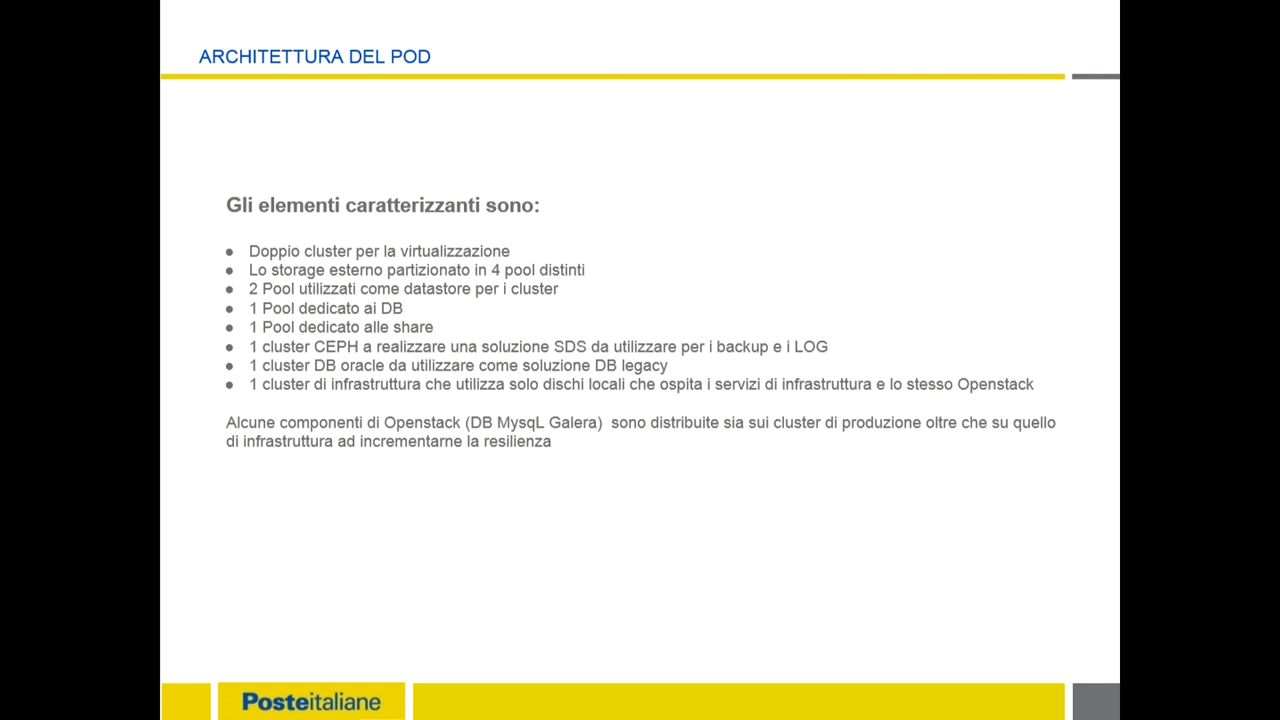 ARCHITETTURA DEL POD
Gli elementi caratterizzanti sono:
● Doppio cluster per la virtualizzazione
● Lo storage esterno partizionato in 4 pool distinti
● 2 Pool utilizzati come datastore per i cluster
● 1 Pool dedicato ai DB
● 1 Pool dedicato alle share
● 1 cluster CEPH a realizzare una soluzione SDS da utilizzare per i backup e i LOG
● 1 cluster DB oracle da utilizzare come soluzione DB legacy
● 1 cluster di infrastruttura che utilizza solo dischi locali che ospita i servizi di infrastruttura e lo stesso Openstack
Alcune componenti di Openstack (DB MysqL Galera) sono distribuite sia sui cluster di produzione oltre che su quello
di infrastruttura ad incrementarne la resilienza
Posteitaliane